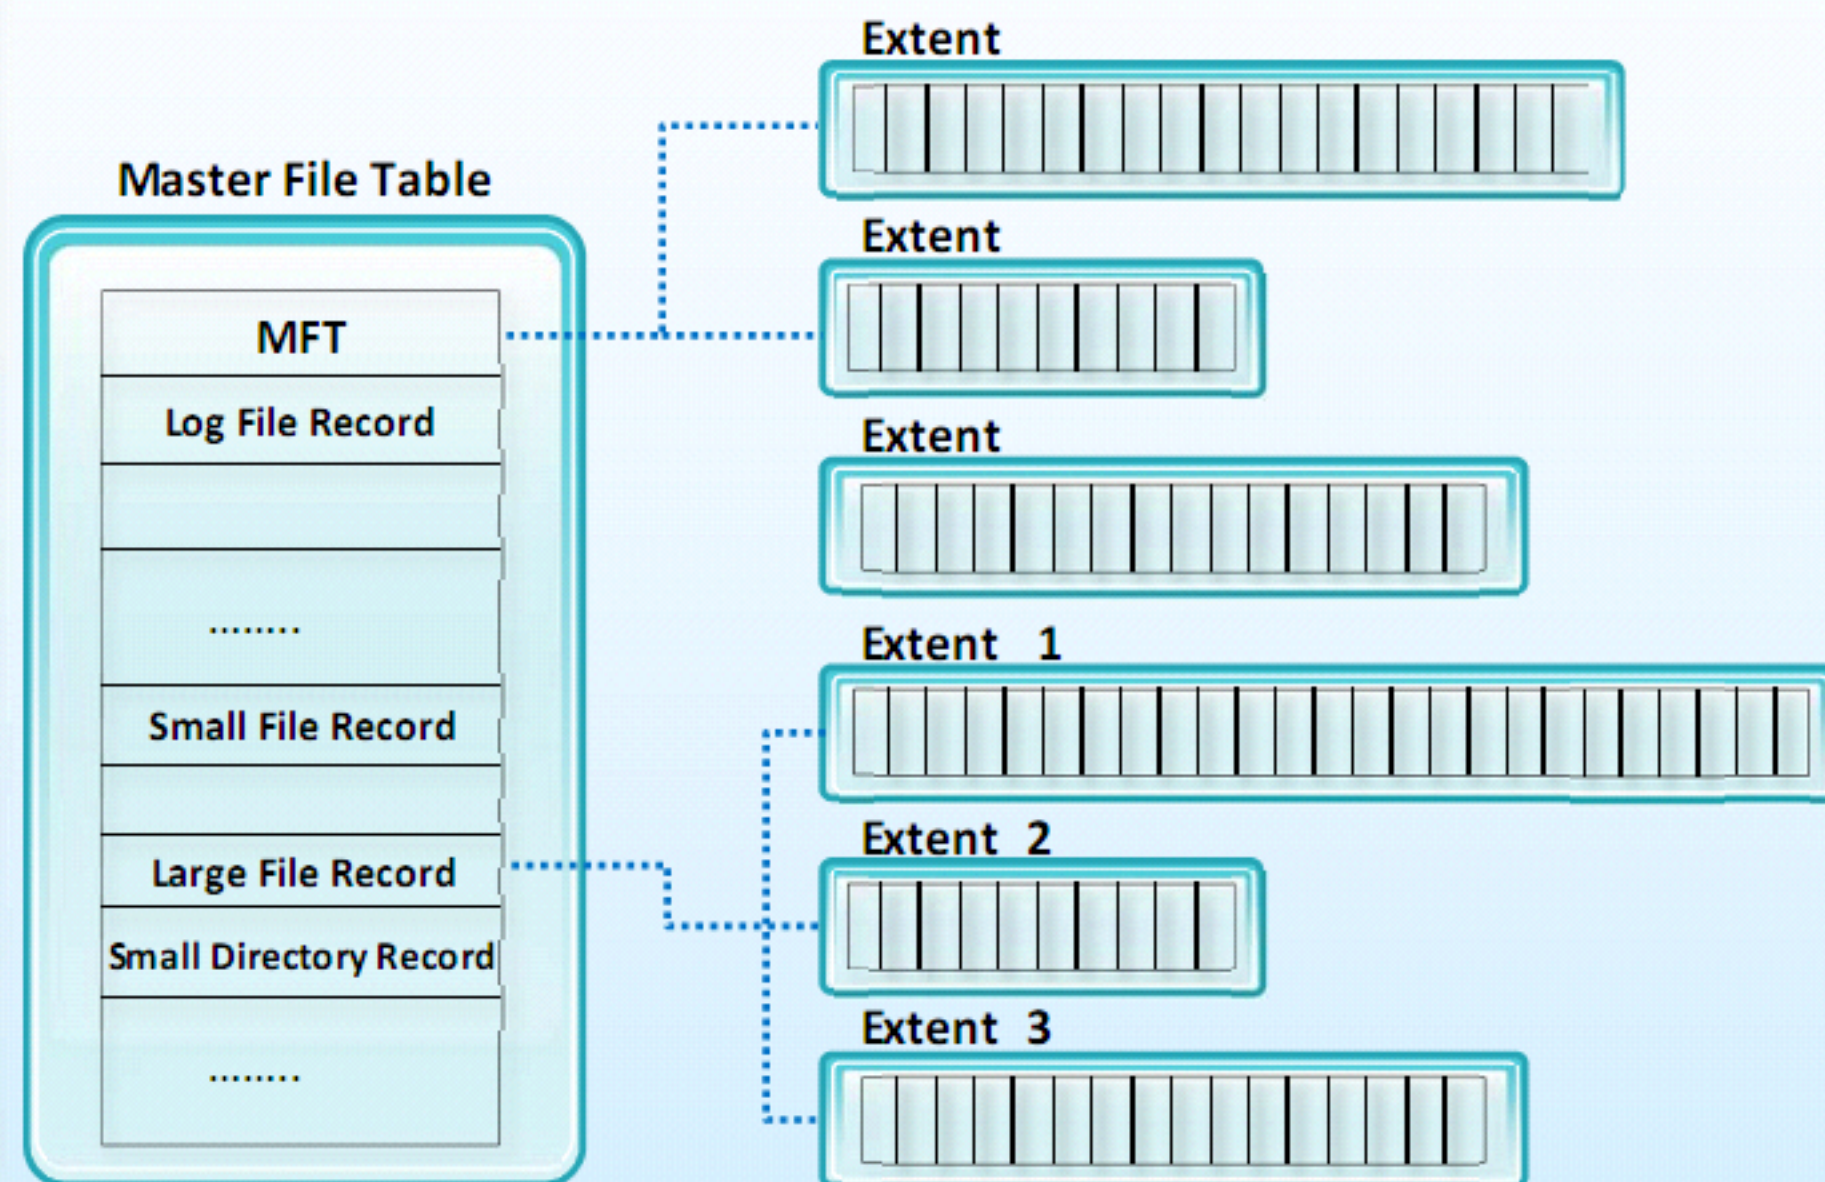 Master File Table
MFT
Log File Record
........
Small File Record
Large File Record
Small Directory Record
........
Extent
Extent
Extent
Extent 1
Extent 2
Extent 3